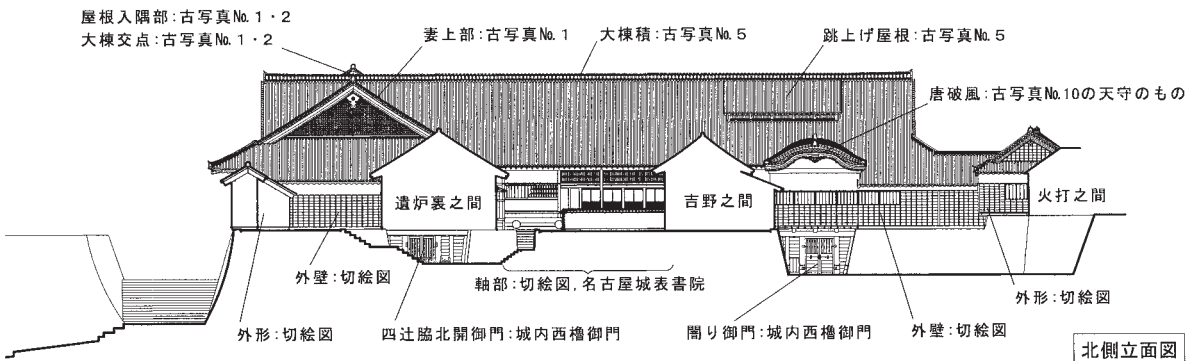 屋根入隅部:古写真No.1・2
大棟交点:古写真No.1・2
妻上部:古写真No.1
大棟積:古写真No.5
跳上げ屋根:古写真No.5
唐破風:古写真No.10の天守のもの
遣炉裏之間
吉野之間
火打之間
外壁:切絵図
軸部:切絵図,名古屋城表書院
外形:切絵図
外形:切絵図
四辻脇北開御門:城内西櫓御門
闇り御門:城内西櫓御門
外壁:切絵図
北側立面図